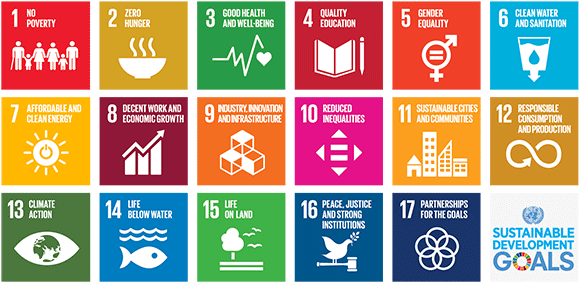 1 NO
POVERTY
2 ZERO
HUNGER
3 GOOD HEALTH
AND WELL-BEING
4 QUALITY
EDUCATION
5 GENDER
EQUALITY
6 CLEAN WATER
AND SANITATION
7 AFFORDABLE AND
CLEAN ENERGY
8 DECENT WORK AND
ECONOMIC GROWTH
9 INDUSTRY, INNOVATION
AND INFRASTRUCTURE
10 REDUCED
INEQUALITIES
11 SUSTAINABLE CITIES
AND COMMUNITIES
12 RESPONSIBLE
CONSUMPTION
AND PRODUCTION
13 CLIMATE
ACTION
14 LIFE
BELOW WATER
15 LIFE
ON LAND
16 PEACE, JUSTICE
AND STRONG
INSTITUTIONS
17 PARTNERSHIPS
FOR THE GOALS
SUSTAINABLE
DEVELOPMENT
GOALS